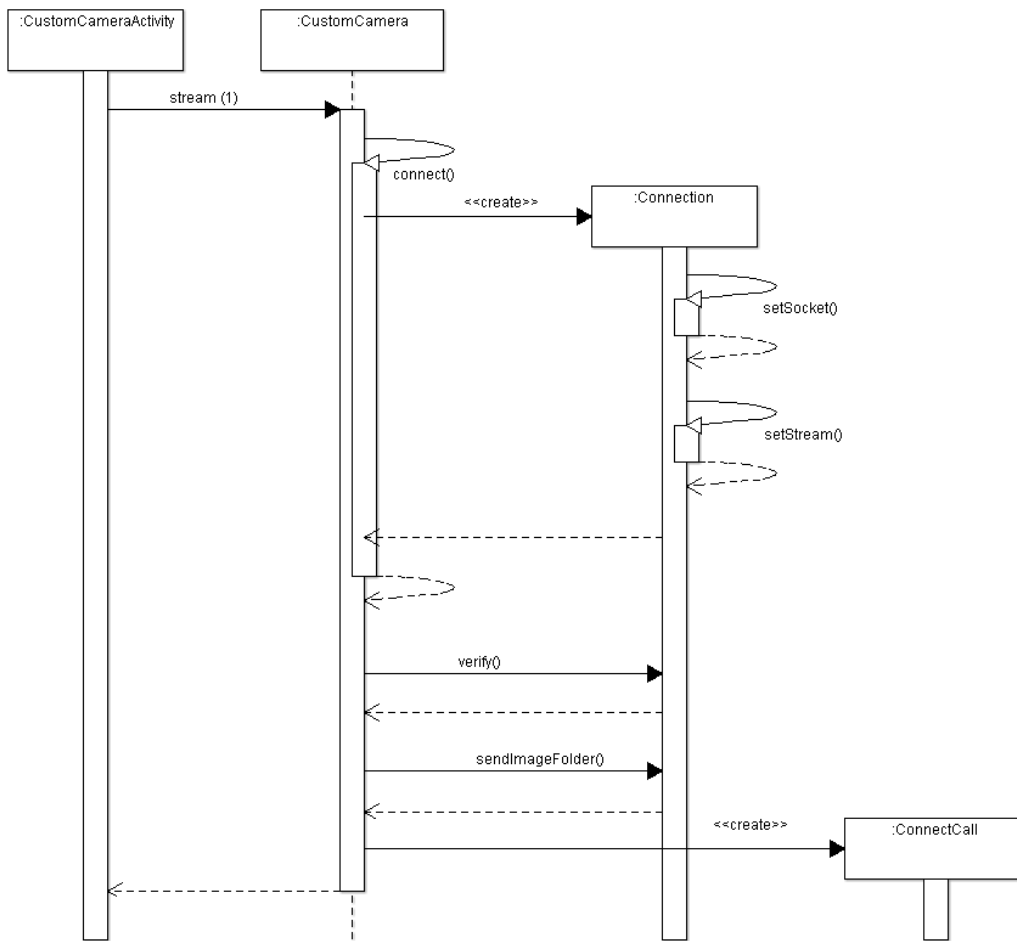 :CustomCameraActivity
:CustomCamera
stream (1)
connect()
<<create>>
:Connection
setSocket()
setStream()
verify()
sendImageFolder()
<<create>>
:ConnectCall